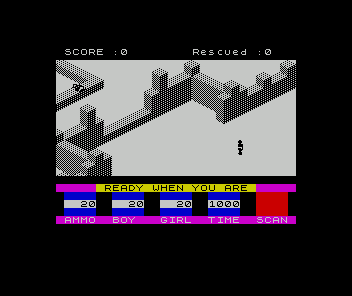 SCORE :0 Rescued :0
READY WHEN YOU ARE
20 20 20 1000
AMMO BOY GIRL TIME SCAN